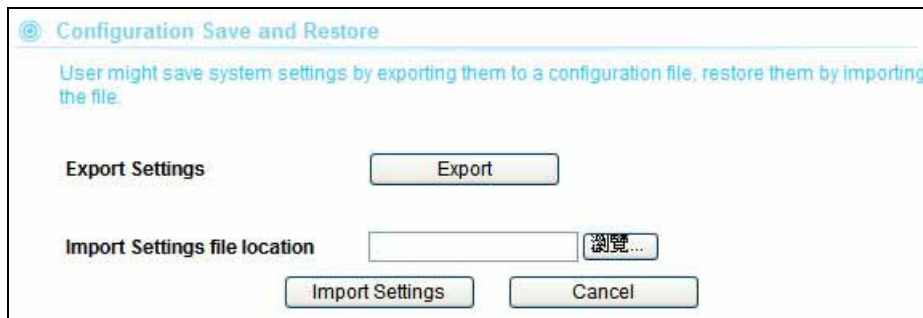 Configuration Save and Restore
User might save system settings by exporting them to a configuration file, restore them by importing
the file.
Export Settings Export
Import Settings file location 瀏覽...
Import Settings Cancel